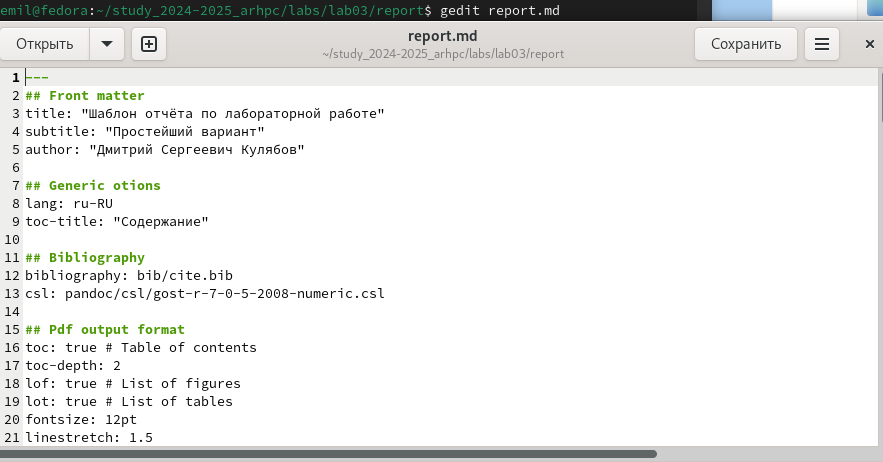 emil@fedora:~/study_2024-2025_arhpc/labs/lab03/report$ gedit report.md
Открыть
report.md
~/study_2024-2025_arhpc/labs/lab03/report
Сохранить
1 ---
2 ## Front matter
3 title: "Шаблон отчёта по лабораторной работе"
4 subtitle: "Простейший вариант"
5 author: "Дмитрий Сергеевич Кулябов"
6
7 ## Generic otions
8 lang: ru-RU
9 toc-title: "Содержание"
10
11 ## Bibliography
12 bibliography: bib/cite.bib
13 csl: pandoc/csl/gost-r-7-0-5-2008-numeric.csl
14
15 ## Pdf output format
16 toc: true # Table of contents
17 toc-depth: 2
18 lof: true # List of figures
19 lot: true # List of tables
20 fontsize: 12pt
21 linestretch: 1.5